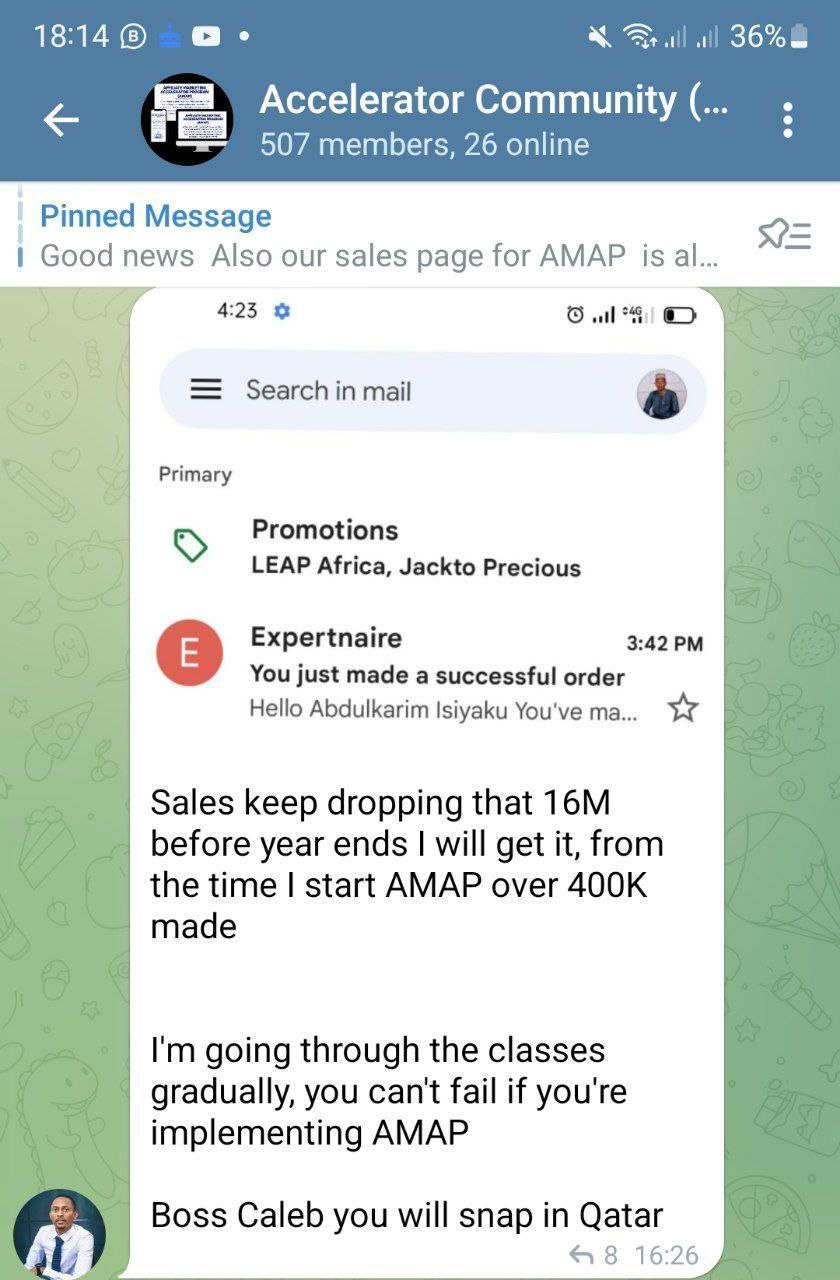 18:14
36%
Accelerator Community (...
507 members, 26 online
Pinned Message
Good news  Also our sales page for AMAP  is al...
4:23
4G
Search in mail
Primary
Promotions
LEAP Africa, Jackto Precious
E
Expertnaire
3:42 PM
You just made a successful order
Hello Abdulkarim Isiyaku You've ma...
Sales keep dropping that 16M
before year ends I will get it, from
the time I start AMAP over 400K
made
I'm going through the classes
gradually, you can't fail if you're
implementing AMAP
Boss Caleb you will snap in Qatar
8 16:26